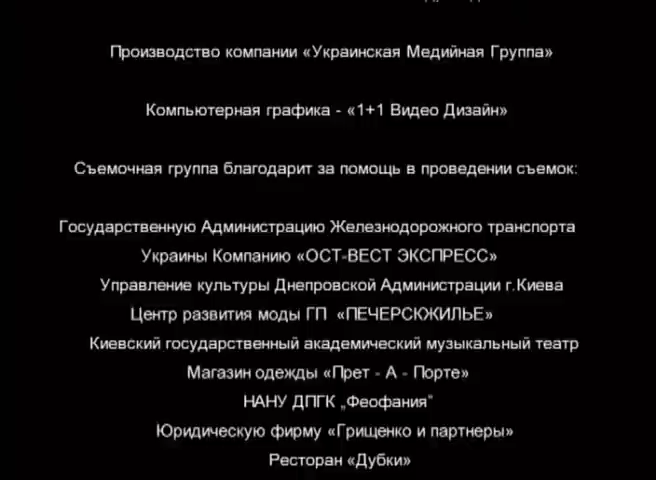 Производство компании «Украинская Медийная Группа»
Компьютерная графика - «1+1 Видео Дизайн»
Съемочная группа благодарит за помощь в проведении съемок:
Государственную Администрацию Железнодорожного транспорта
Украины Компанию «ОСТ-ВЕСТ ЭКСПРЕСС»
Управление культуры Днепровской Администрации г.Киева
Центр развития моды ГП «ПЕЧЕРСКЖИЛЬЕ»
Киевский государственный академический музыкальный театр
Магазин одежды «Прет - А - Порте»
НАНУ ДПГК „Феофания"
Юридическую фирму «Грищенко и партнеры»
Ресторан «Дубки»